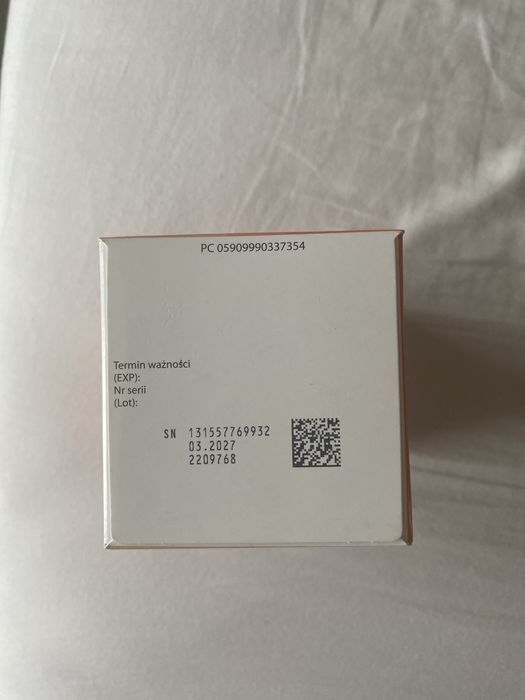 PC 05909990337354
Termin ważności
(EXP):
Nr serii
(Lot):
SN 131557769932
03.2027
2209768